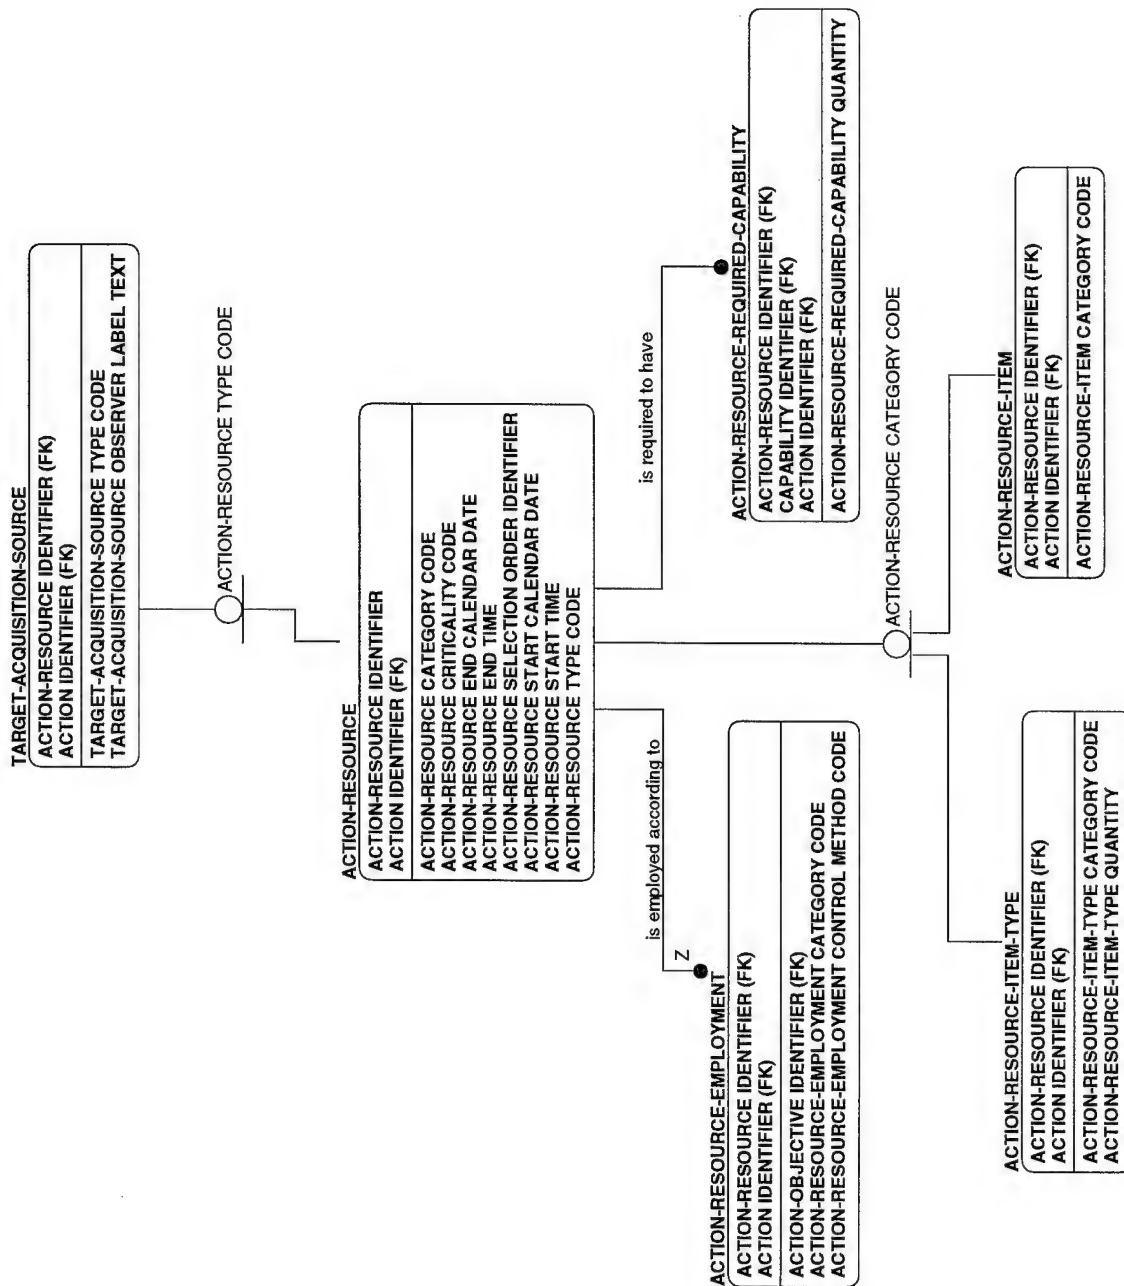 TARGET-ACQUISITION-SOURCE
ACTION-RESOURCE IDENTIFIER (FK)
ACTION IDENTIFIER (FK)
TARGET-ACQUISITION-SOURCE TYPE CODE
TARGET-ACQUISITION-SOURCE OBSERVER LABEL TEXT
ACTION-RESOURCE TYPE CODE
ACTION-RESOURCE
ACTION-RESOURCE IDENTIFIER
ACTION IDENTIFIER (FK)
ACTION-RESOURCE CATEGORY CODE
ACTION-RESOURCE CRITICALITY CODE
ACTION-RESOURCE END CALENDAR DATE
ACTION-RESOURCE END TIME
ACTION-RESOURCE SELECTION ORDER IDENTIFIER
ACTION-RESOURCE START CALENDAR DATE
ACTION-RESOURCE START TIME
ACTION-RESOURCE TYPE CODE
is employed according to
Z
is required to have
ACTION-RESOURCE-EMPLOYMENT
ACTION-RESOURCE IDENTIFIER (FK)
ACTION IDENTIFIER (FK)
ACTION-OBJECTIVE IDENTIFIER (FK)
ACTION-RESOURCE-EMPLOYMENT CATEGORY CODE
ACTION-RESOURCE-EMPLOYMENT CONTROL METHOD CODE
ACTION-RESOURCE-REQUIRED-CAPABILITY
ACTION-RESOURCE IDENTIFIER (FK)
CAPABILITY IDENTIFIER (FK)
ACTION IDENTIFIER (FK)
ACTION-RESOURCE-REQUIRED-CAPABILITY QUANTITY
ACTION-RESOURCE CATEGORY CODE
ACTION-RESOURCE-ITEM-TYPE
ACTION-RESOURCE IDENTIFIER (FK)
ACTION IDENTIFIER (FK)
ACTION-RESOURCE-ITEM-TYPE CATEGORY CODE
ACTION-RESOURCE-ITEM-TYPE QUANTITY
ACTION-RESOURCE-ITEM
ACTION-RESOURCE IDENTIFIER (FK)
ACTION IDENTIFIER (FK)
ACTION-RESOURCE-ITEM CATEGORY CODE